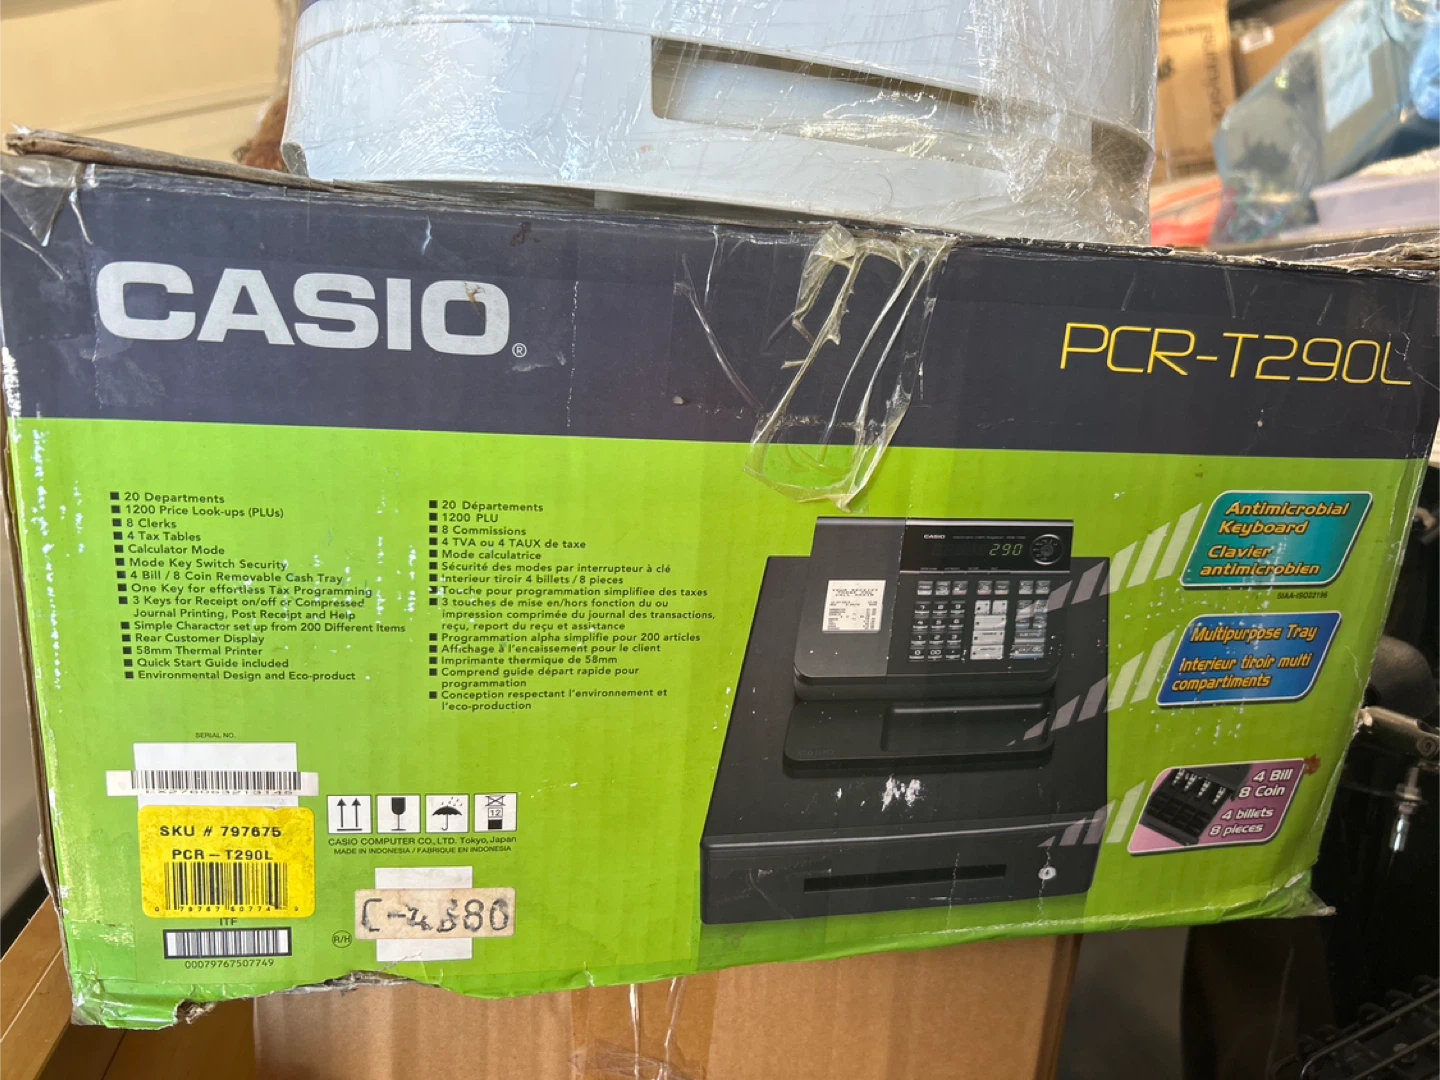 CASIO®
PCR-T290L
■ 20 Departments
■ 1200 Price Look-ups (PLUs)
■ 8 Clerks
■ 4 Tax Tables
■ Calculator Mode
■ Mode Key Switch Security
■ 4 Bill / 8 Coin Removable Cash Tray
■ One Key for effortless Tax Programming
■ 3 Keys for Receipt on/off or Compressed
Journal Printing, Post Receipt and Help
■ Simple Character set up from 200 Different Items
■ Rear Customer Display
■ 58mm Thermal Printer
■ Quick Start Guide included
■ Environmental Design and Eco-product
■ 20 Départements
■ 1200 PLU
■ 8 Commissions
■ 4 TVA ou 4 TAUX de taxe
■ Mode calculatrice
■ Sécurité des modes par interrupteur à clé
■ Interieur tiroir 4 billets / 8 pieces
■ Touche pour programmation simplifiee des taxes
■ 3 touches de mise en/hors fonction du ou
impression comprimée du journal des transactions,
reçu, report du reçu et assistance
■ Programmation alpha simplifie pour 200 articles
■ Affichage à l'encaissement pour le client
■ Imprimante thermique de 58mm
■ Comprend guide départ rapide pour
programmation
■ Conception respectant l'environnement et
l'eco-production
CASIO
290
Antimicrobial
Keyboard
Clavier
antimicrobien
SIAA-ISO22196
Multipurpose Tray
Interieur tiroir multi
compartiments
4 Bill
8 Coin
4 billets
8 pieces
SERIAL NO.
SKU # 797675
PCR - T290L
ITF
00079767507749
12
CASIO COMPUTER CO., LTD. Tokyo, Japan
MADE IN INDONESIA / FABRIQUE EN INDONESIA
R/H